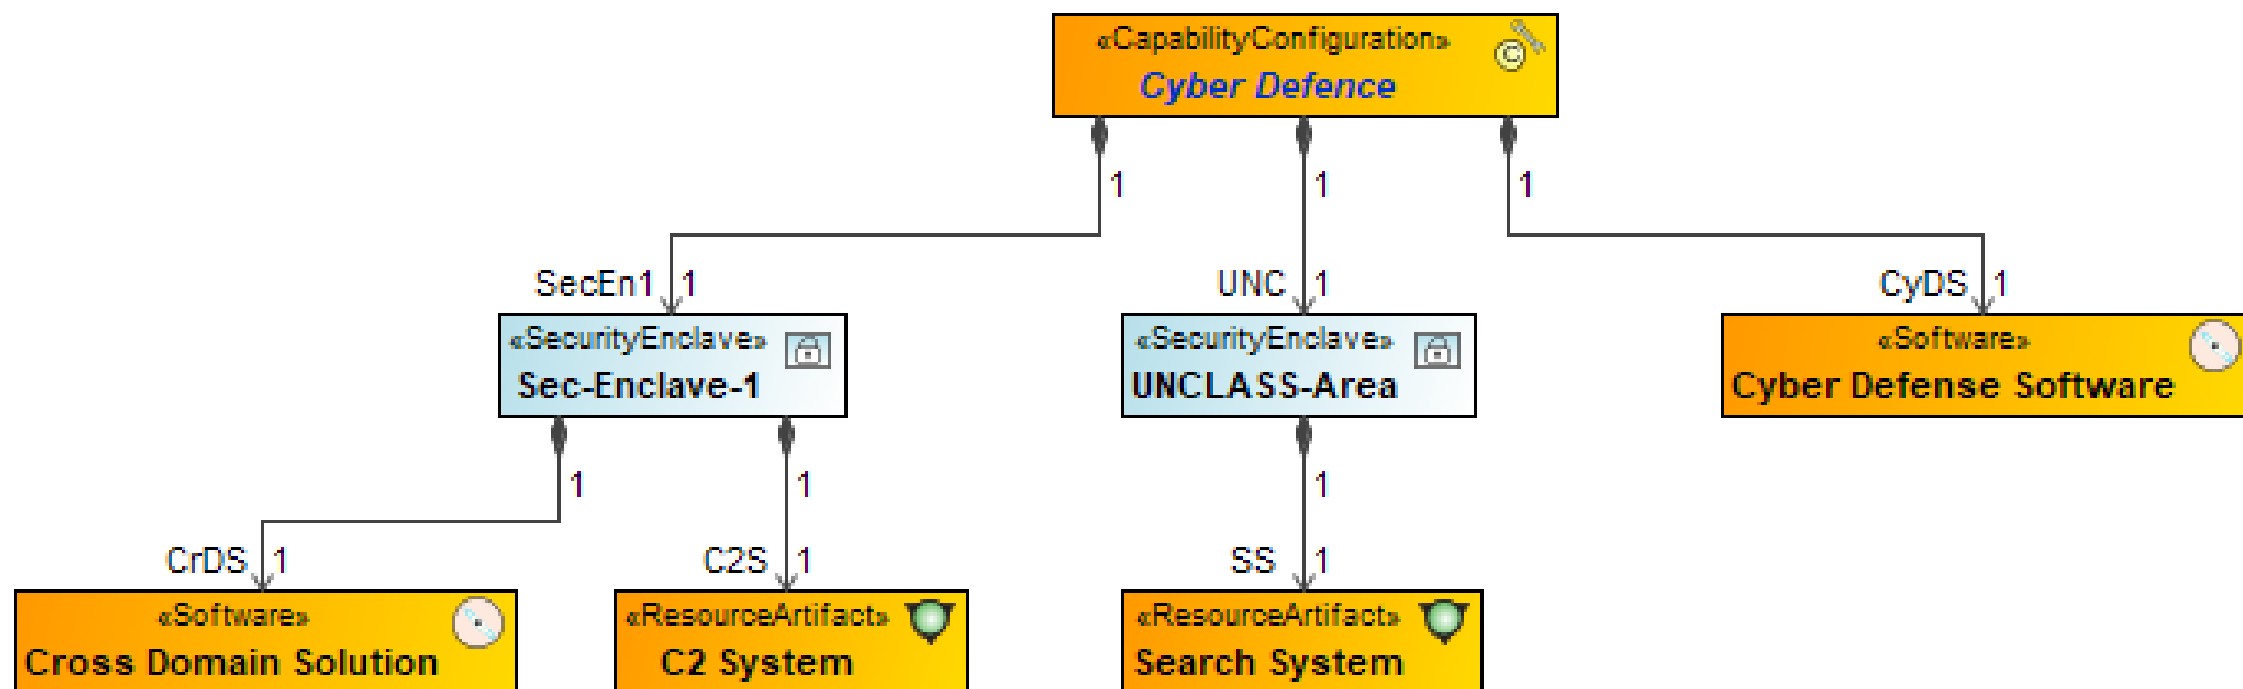 «CapabilityConfiguration»
Cyber Defence
1 1 1
SecEn1 1 UNC 1 CyDS 1
«SecurityEnclave» «SecurityEnclave» «Software»
Sec-Enclave-1 UNCLASS-Area Cyber Defense Software
1 1 1
CrDS 1 C2S 1 SS 1
«Software» «ResourceArtifact» «ResourceArtifact»
Cross Domain Solution C2 System Search System